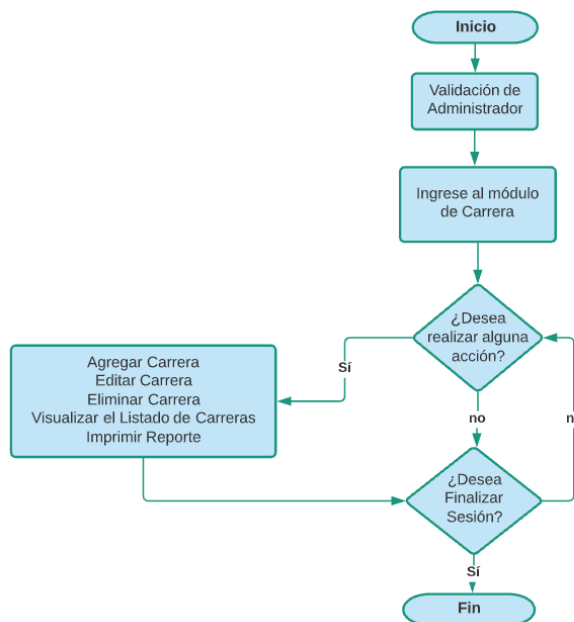 Inicio
Validación de
Administrador
Ingrese al módulo
de Carrera
¿Desea
realizar alguna
acción?
Sí
Agregar Carrera
Editar Carrera
Eliminar Carrera
Visualizar el Listado de Carreras
Imprimir Reporte
no
n
¿Desea
Finalizar
Sesión?
Sí
Fin